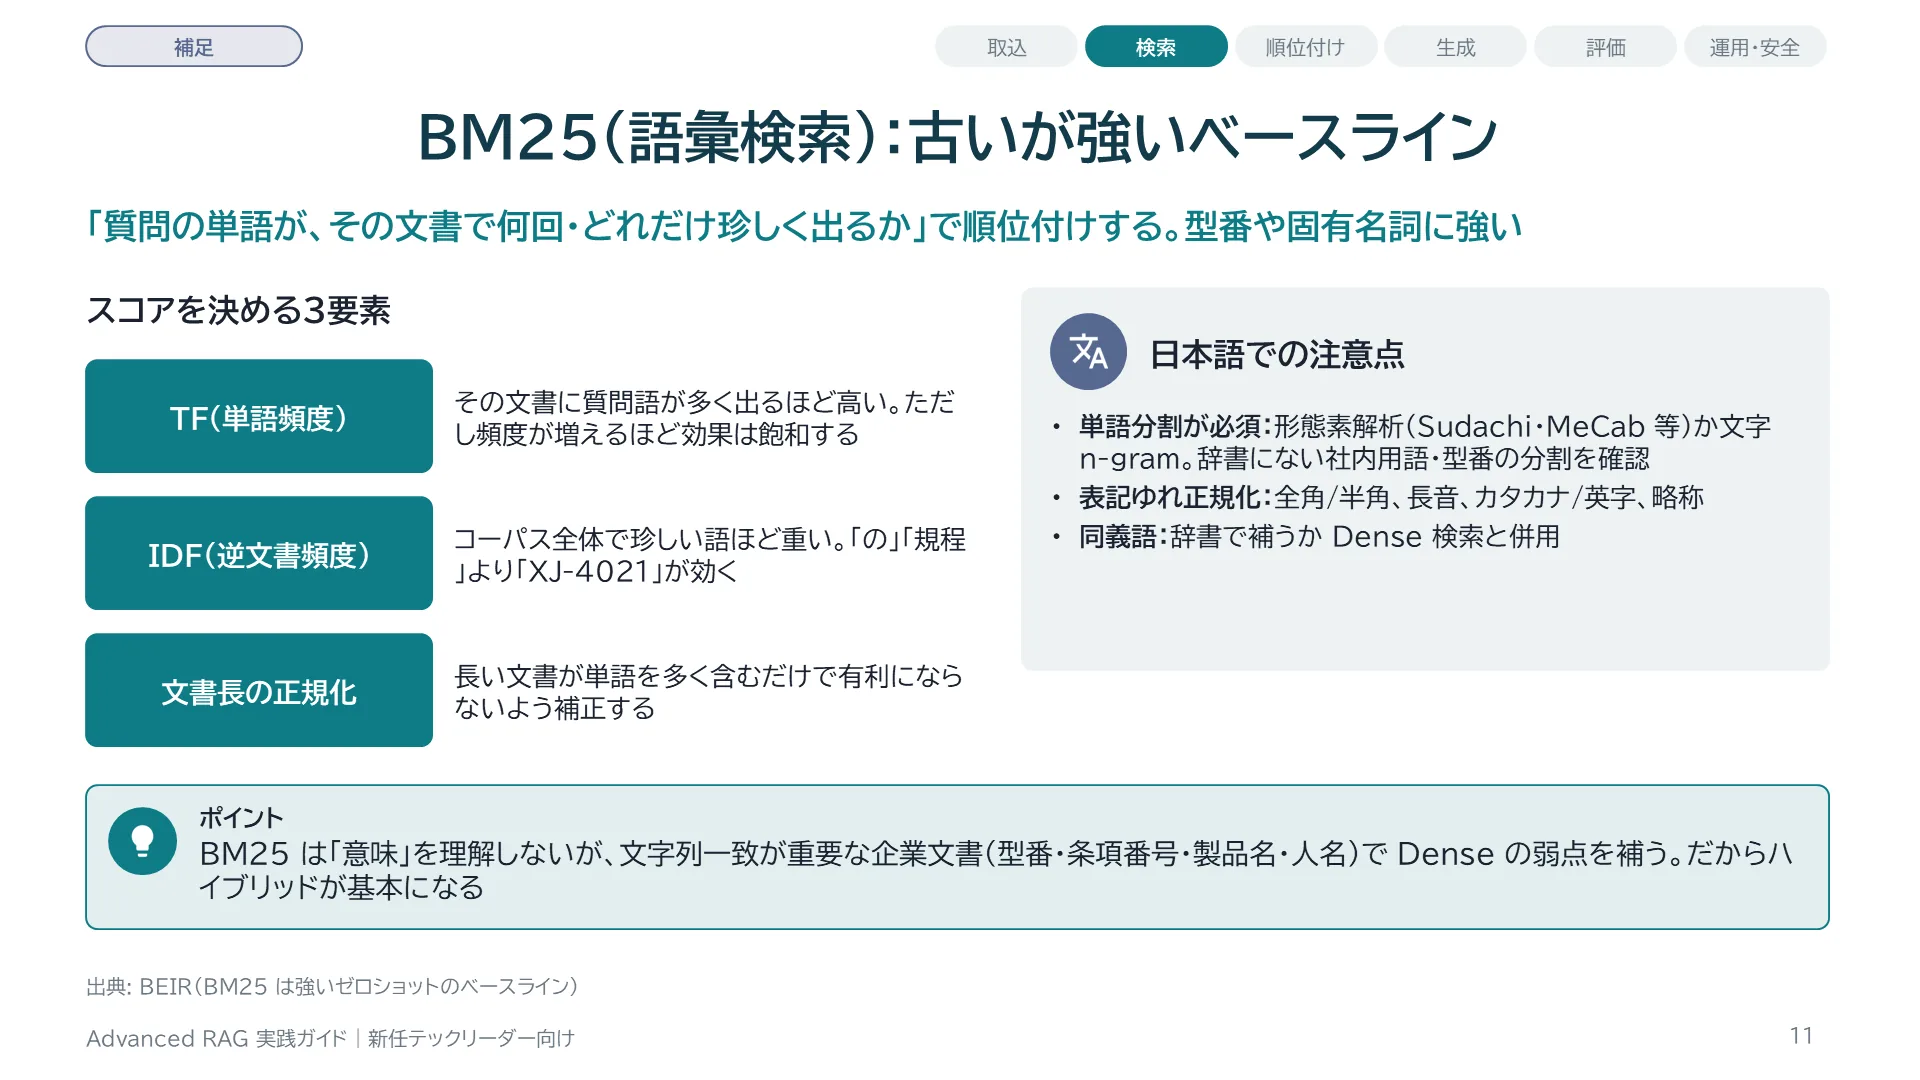 補足
取込
検索
順位付け
生成
評価
運用・安全
BM25（語彙検索）：古いが強いベースライン
「質問の単語が、その文書で何回・どれだけ珍しく出るか」で順位付けする。型番や固有名詞に強い
スコアを決める3要素
TF（単語頻度）
その文書に質問語が多く出るほど高い。ただ
し頻度が増えるほど効果は飽和する
IDF（逆文書頻度）
コーパス全体で珍しい語ほど重い。「の」「規程
」より「XJ-4021」が効く
文書長の正規化
長い文書が単語を多く含むだけで有利になら
ないよう補正する
日本語での注意点
• 単語分割が必須：形態素解析（Sudachi・MeCab 等）か文字
n-gram。辞書にない社内用語・型番の分割を確認
• 表記ゆれ正規化：全角/半角、長音、カタカナ/英字、略称
• 同義語：辞書で補うか Dense 検索と併用
ポイント
BM25 は「意味」を理解しないが、文字列一致が重要な企業文書（型番・条項番号・製品名・人名）で Dense の弱点を補う。だからハ
イブリッドが基本になる
出典: BEIR（BM25 は強いゼロショットのベースライン）
Advanced RAG 実践ガイド｜新任テックリーダー向け
11